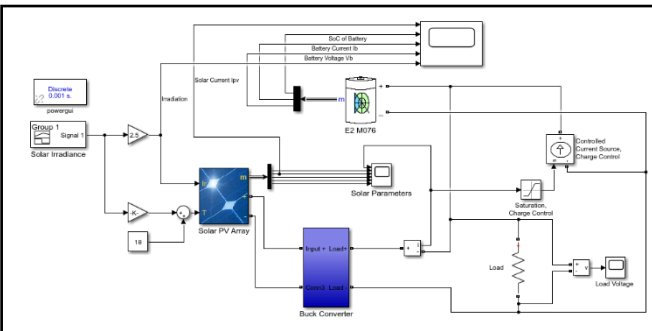 SoC of Battery
Solar Current Ipv
Battery Current Ib
Battery Voltage Vb
Discrete
0.001 s.
powergui
Irradiation
m
+
E2 M076
Group 1
Signal 1
Solar Irradiance
2.5
Controlled
Current Source,
Charge Control
Ir
m
+
T
-
Solar PV Array
Solar Parameters
-K-
18
Saturation,
Charge Control
Input +
Load+
Conn3
Load-
Buck Converter
+
i
-
Load
+
-
v
Load Voltage